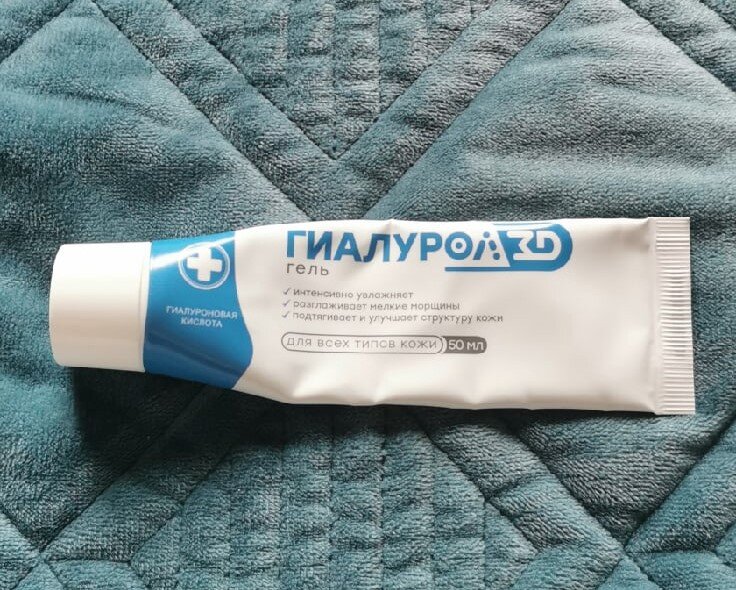 ГИАЛУРОЛ 3D
гель
✓ интенсивно увлажняет
✓ разглаживает мелкие морщины
✓ подтягивает и улучшает структуру кожи
для всех типов кожи 50 мл
ГИАЛУРОНОВАЯ
КИСЛОТА